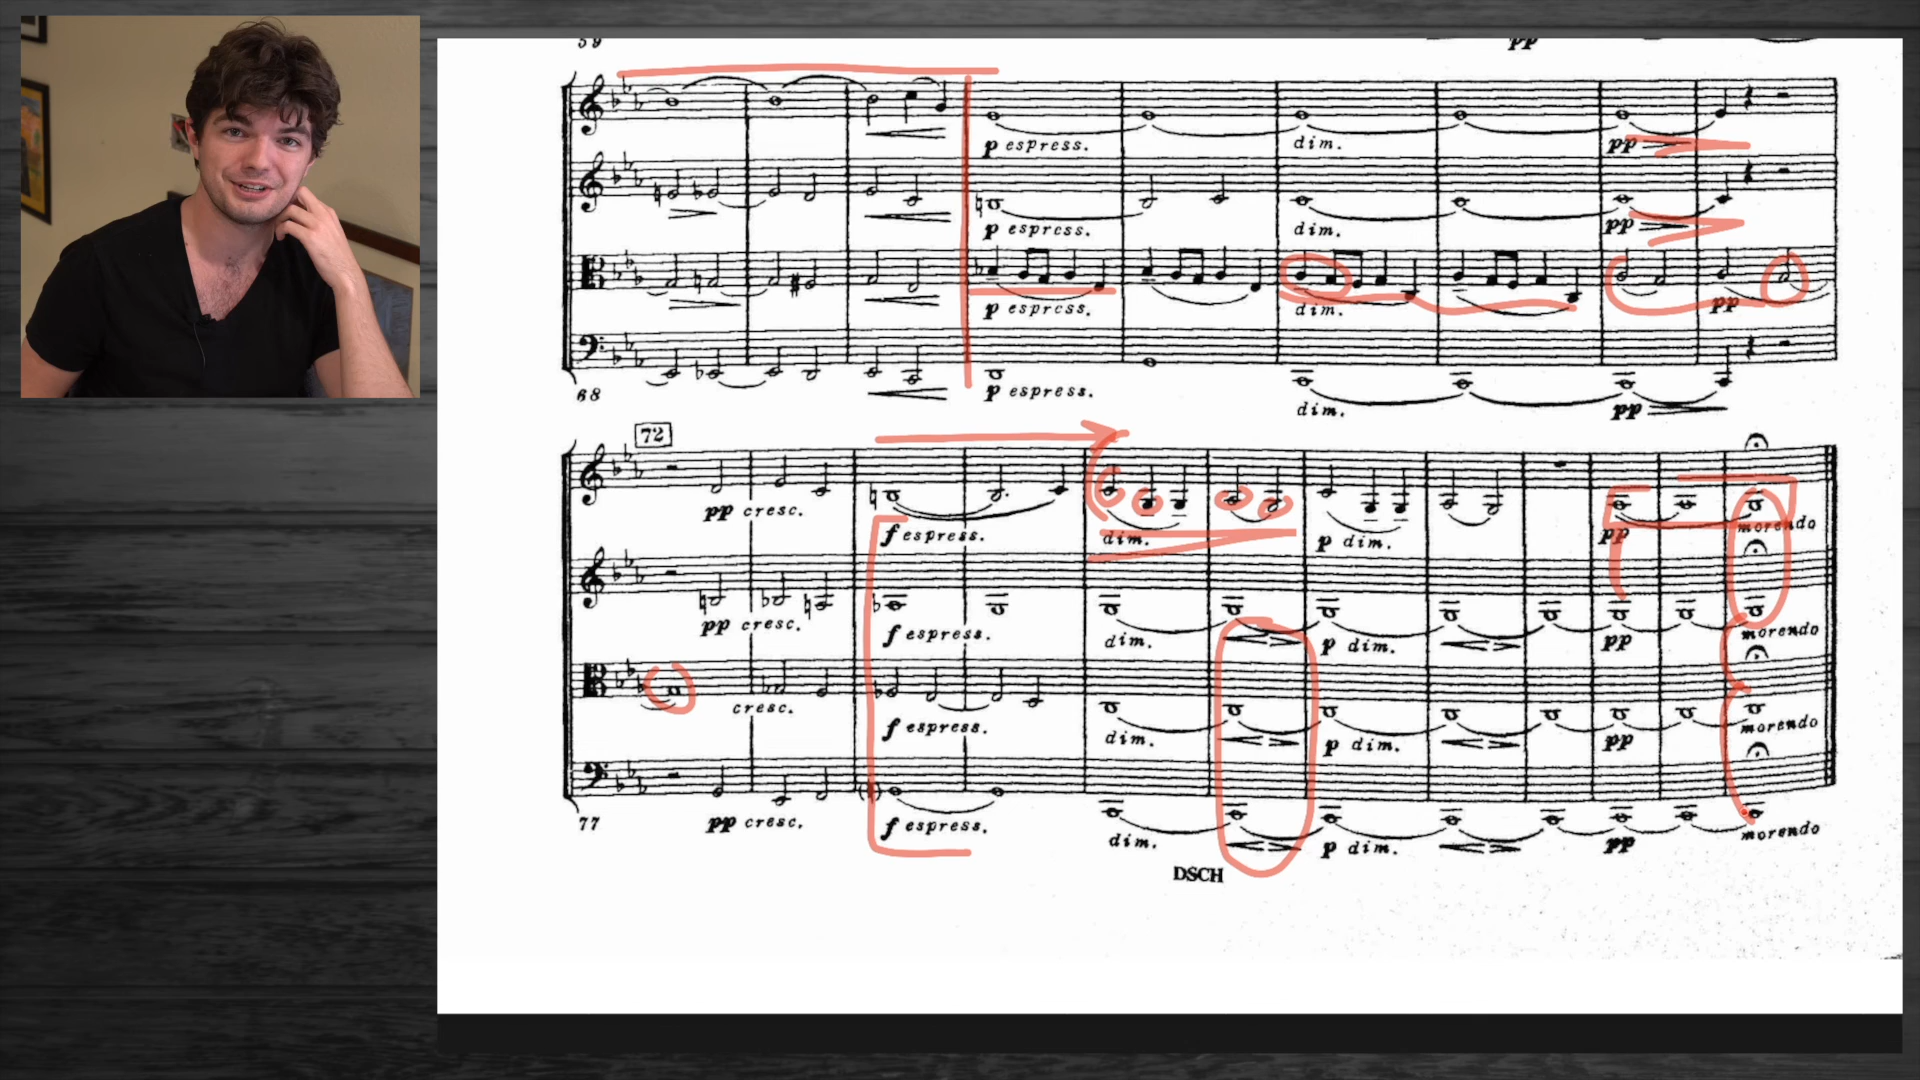 59 pp
p espress. dim. pp
p espress. dim. pp
p espress. dim. pp
68 p espress. dim. pp
72
pp cresc. f espress. dim. p dim. pp morendo
pp cresc. f espress. dim. p dim. pp morendo
cresc. f espress. dim. p dim. pp morendo
77 pp cresc. f espress. dim. p dim. pp morendo
DSCH